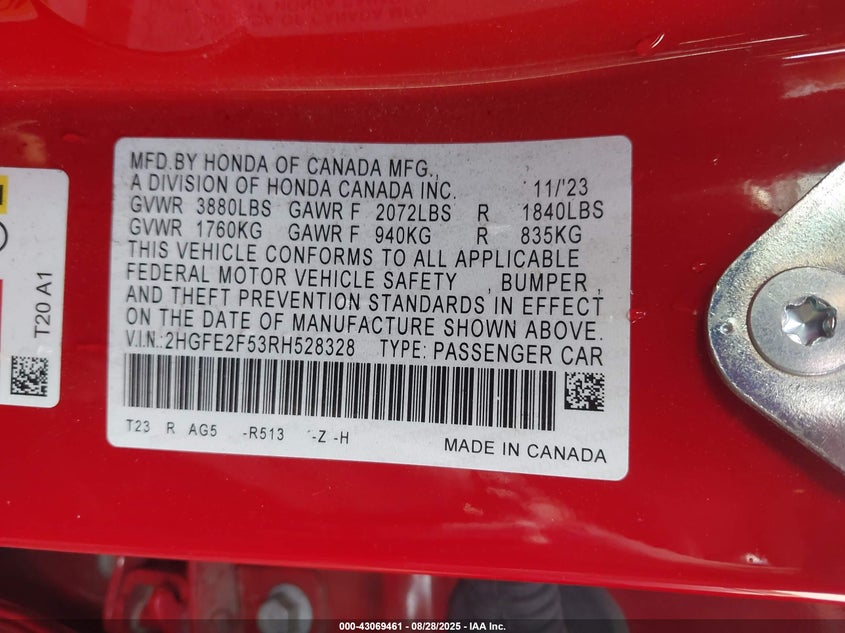 MFD.BY HONDA OF CANADA MFG.,
A DIVISION OF HONDA CANADA INC. 11/'23
GVWR 3880LBS GAWR F 2072LBS R 1840LBS
GVWR 1760KG GAWR F 940KG R 835KG
THIS VEHICLE CONFORMS TO ALL APPLICABLE
FEDERAL MOTOR VEHICLE SAFETY , BUMPER ,
AND THEFT PREVENTION STANDARDS IN EFFECT
ON THE DATE OF MANUFACTURE SHOWN ABOVE.
V.I.N.:2HGFE2F53RH528328 TYPE: PASSENGER CAR
T23 R AG5 -R513 -Z -H
MADE IN CANADA
T20 A1
000-43069461 - 08/28/2025 - IAA Inc.